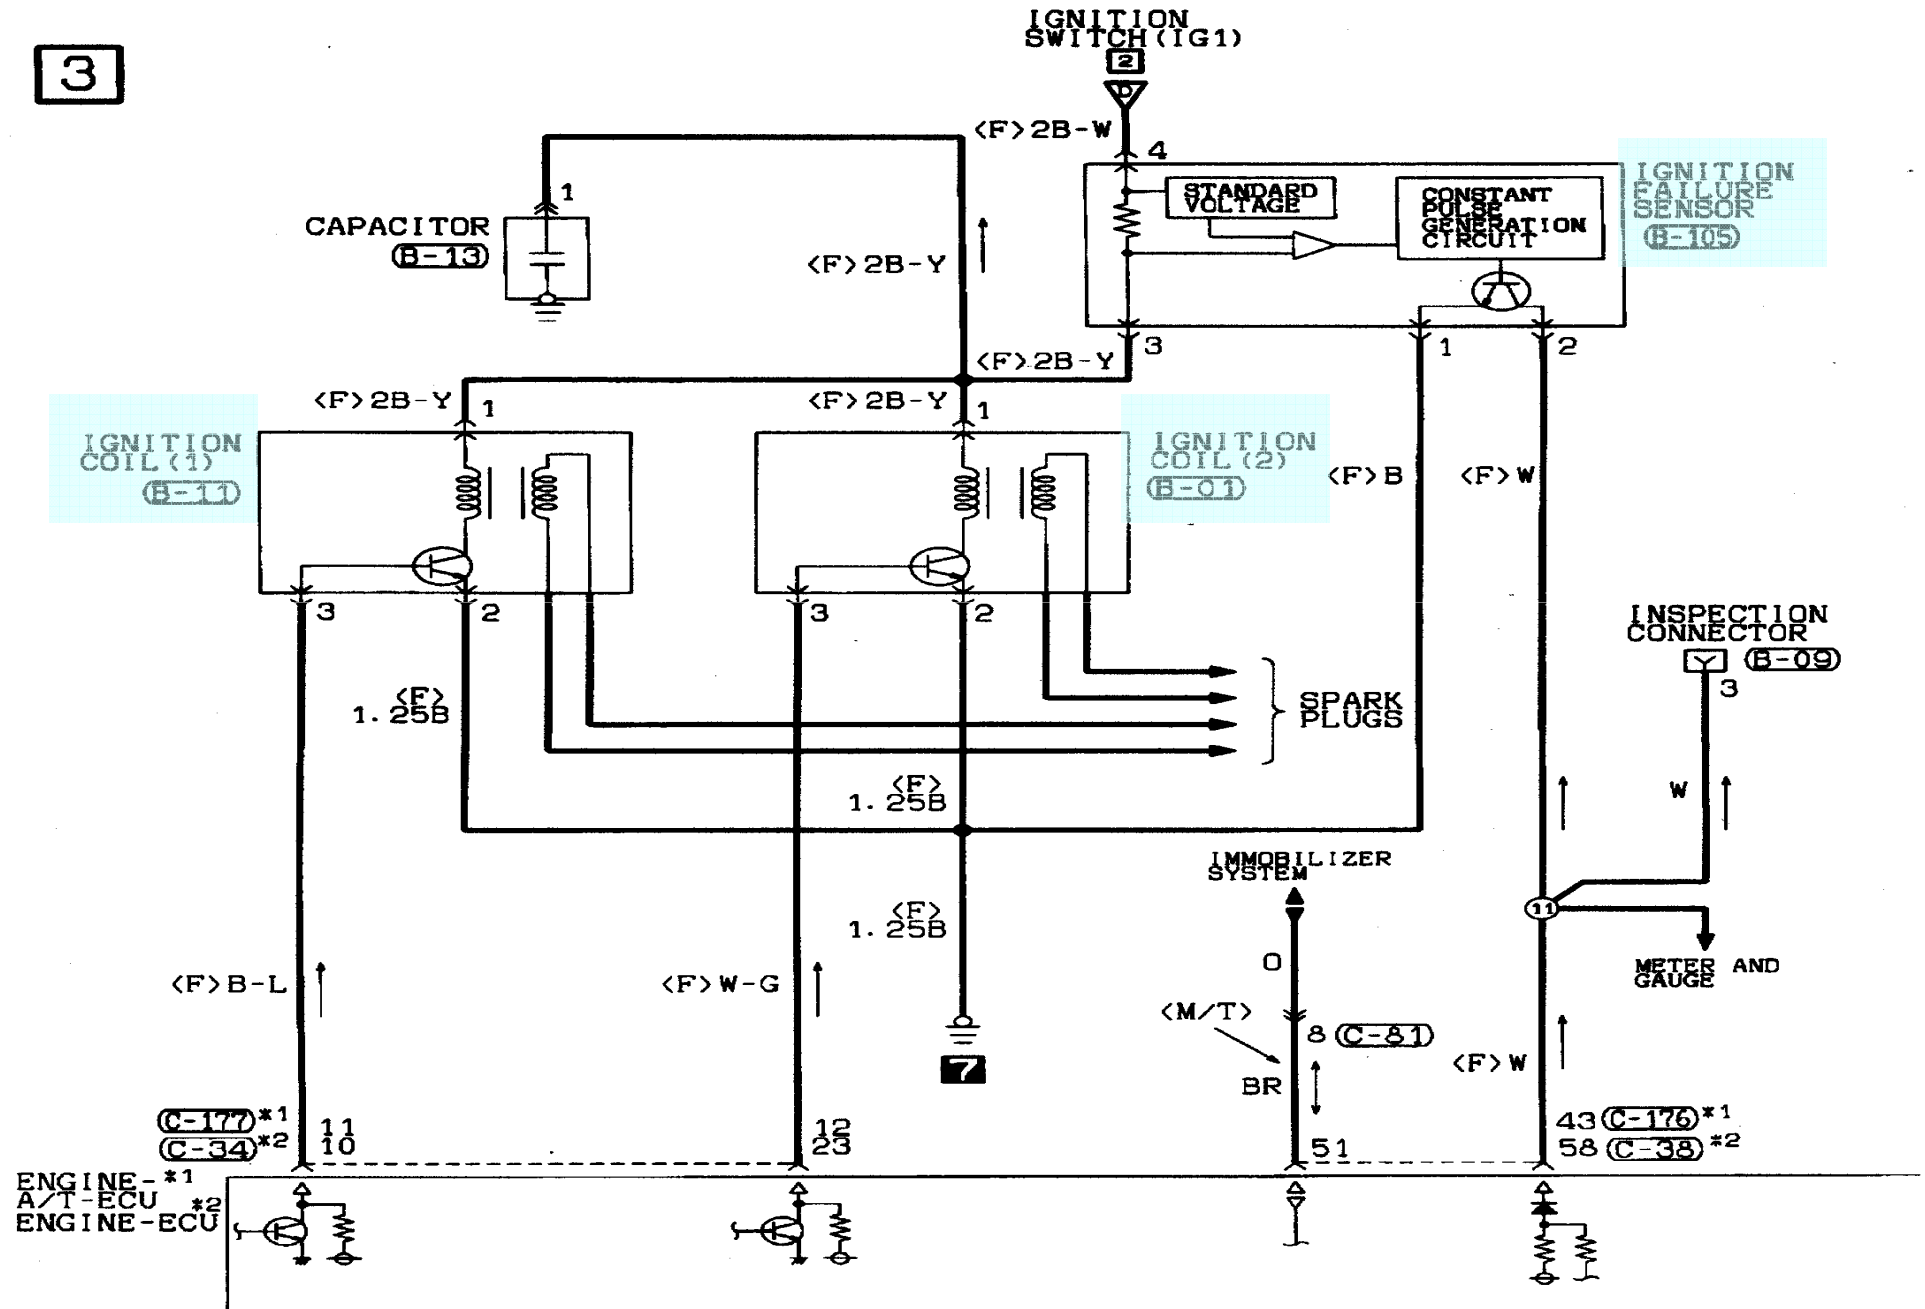 3
IGNITION
SWITCH(IG1)
2
D
<F>2B-W
4
IGNITION
FAILURE
SENSOR
B-105
STANDARD
VOLTAGE
CONSTANT
PULSE
GENERATION
CIRCUIT
1
CAPACITOR
B-13
<F>2B-Y
3
1
2
<F>2B-Y
<F>2B-Y
1
<F>2B-Y
1
IGNITION
COIL(1)
B-11
IGNITION
COIL(2)
B-01
<F>B
<F>W
3
2
3
2
INSPECTION
CONNECTOR
B-09
3
<F>
1.25B
SPARK
PLUGS
<F>
1.25B
W
IMMOBILIZER
SYSTEM
<F>
1.25B
11
O
METER AND
GAUGE
<F>B-L
<F>W-G
<M/T>
8 C-81
7
BR
<F>W
C-177 *1 11
C-34 *2 10
12
23
51
43 C-176 *1
58 C-38 *2
ENGINE- *1
A/T-ECU
*2
ENGINE-ECU